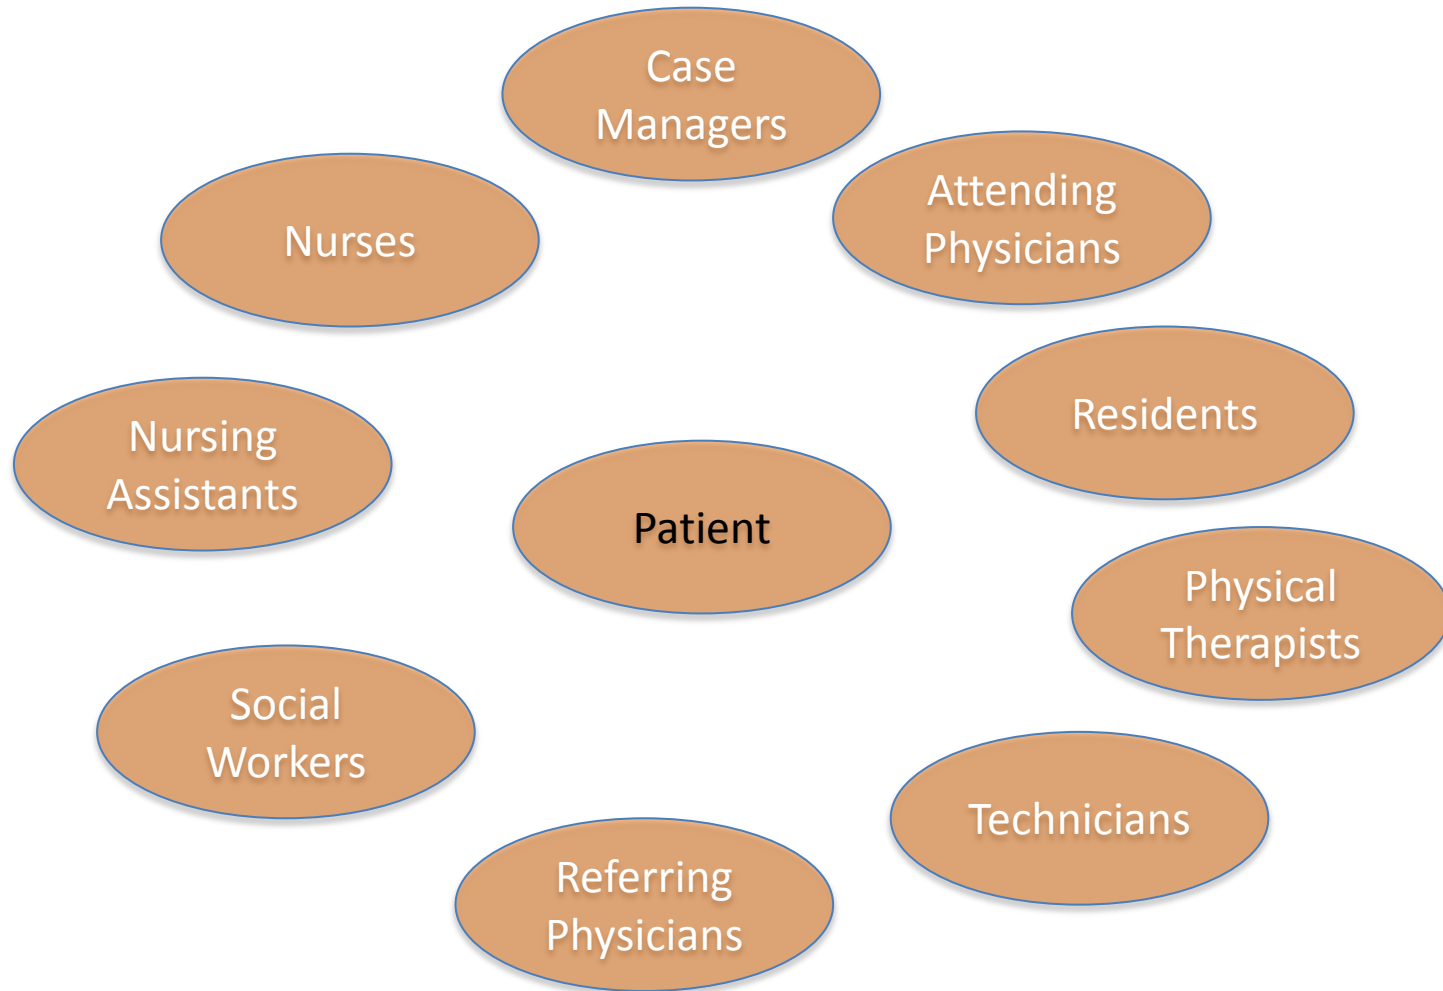 Case
Managers
Attending
Physicians
Nurses
Residents
Nursing
Assistants
Patient
Physical
Therapists
Social
Workers
Technicians
Referring
Physicians